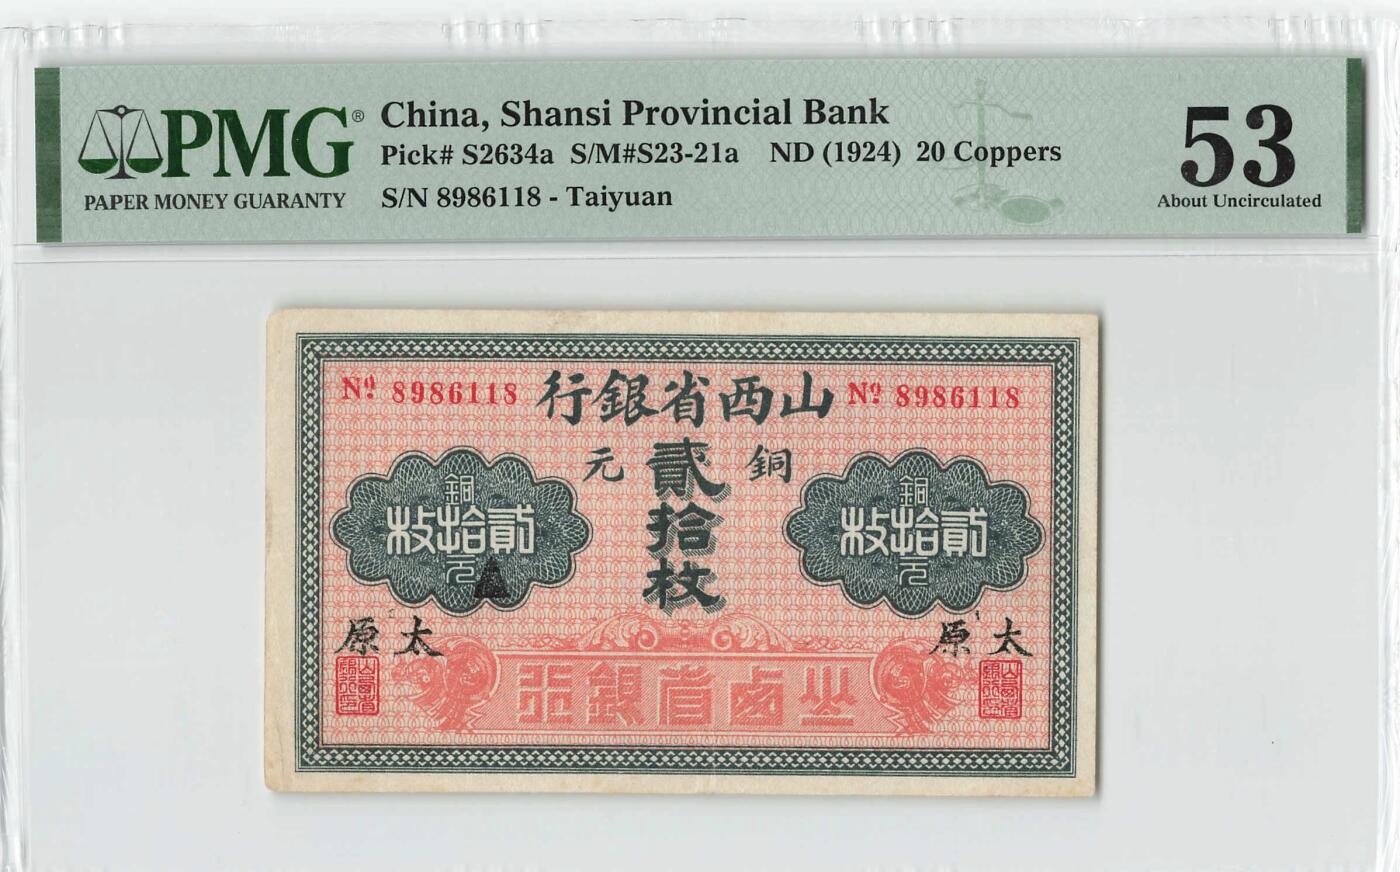 PMG®
PAPER MONEY GUARANTY
China, Shansi Provincial Bank
Pick# S2634a S/M#S23-21a ND (1924) 20 Coppers
S/N 8986118 - Taiyuan
53
About Uncirculated
Nº 8986118
行銀省西山
Nº 8986118
元 銅
貳拾枚
銅
枚拾貳
元
銅
枚拾貳
元
原太
原太
行銀省西山